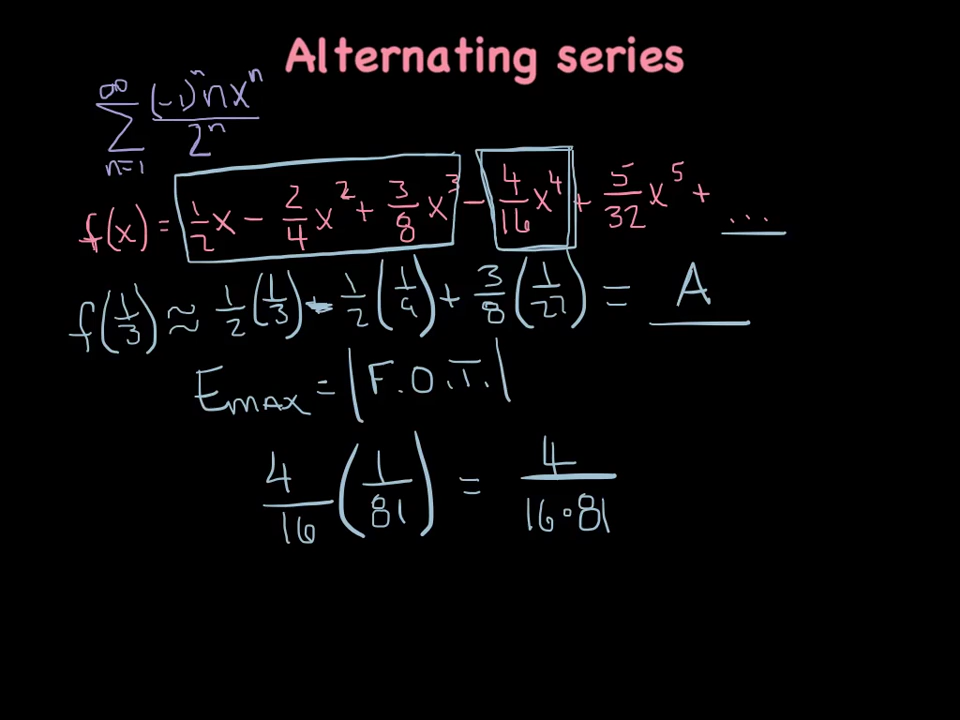 Alternating series
∞ Σ n=1 (-1)^n n x^n / 2^n
f(x) = 1/2 x - 2/4 x^2 + 3/8 x^3 - 4/16 x^4 + 5/32 x^5 + ...
f(1/3) ≈ 1/2 (1/3) - 1/2 (1/9) + 3/8 (1/27) = A
E MAX = |F.O.T.|
4/16 (1/81) = 4/16·81